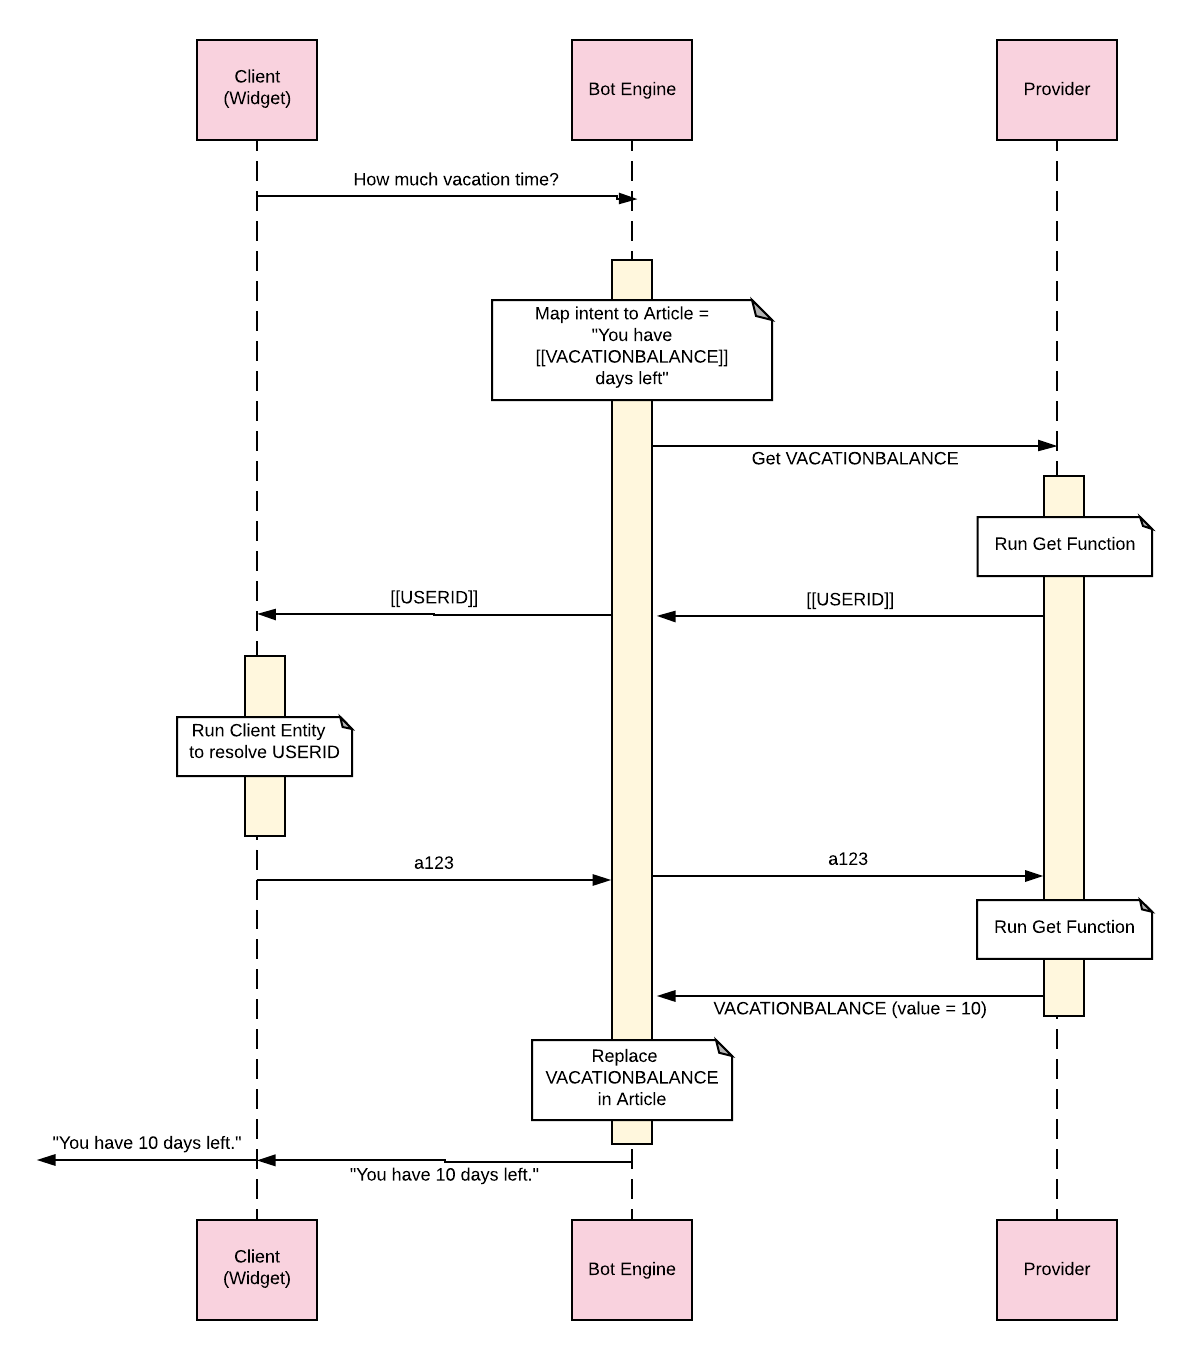 Client
(Widget)
Bot Engine
Provider
How much vacation time?
Map intent to Article =
"You have
[[VACATIONBALANCE]]
days left"
Get VACATIONBALANCE
Run Get Function
[[USERID]]
[[USERID]]
Run Client Entity
to resolve USERID
a123
a123
Run Get Function
VACATIONBALANCE (value = 10)
Replace
VACATIONBALANCE
in Article
"You have 10 days left."
"You have 10 days left."
Client
(Widget)
Bot Engine
Provider